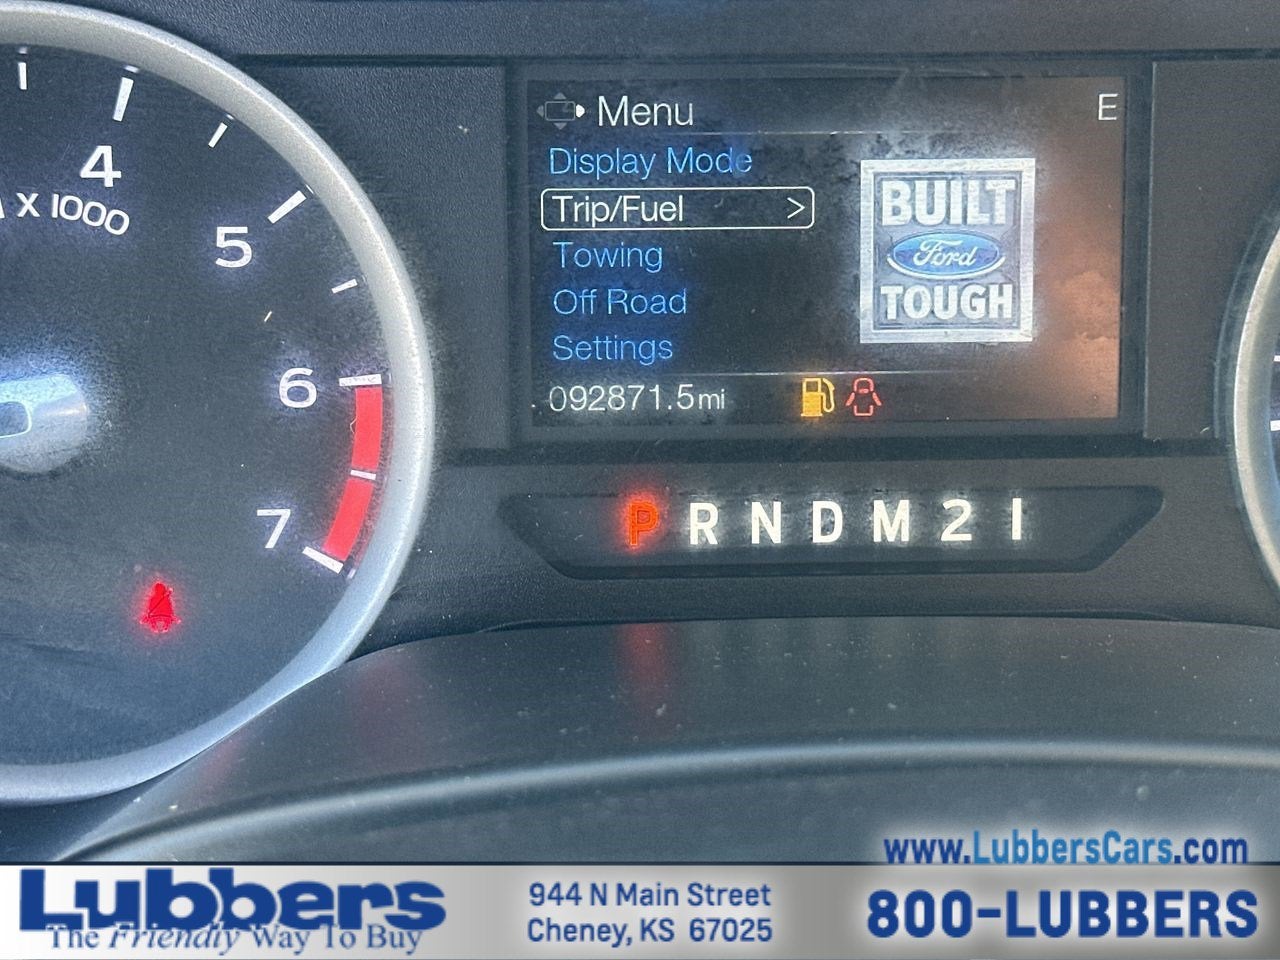 4
X 1000
5
6
7
Menu
E
Display Mode
Trip/Fuel >
Towing
Off Road
Settings
092871.5mi
BUILT
Ford
TOUGH
P R N D M 2 1
www.LubbersCars.com
Lubbers
The Friendly Way To Buy
944 N Main Street
Cheney, KS 67025
800-LUBBERS